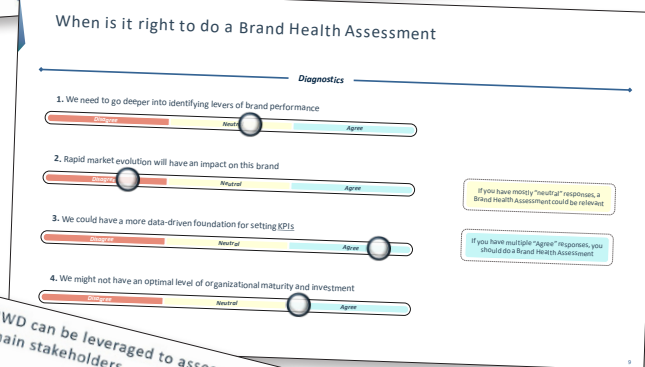 When is it right to do a Brand Health Assessment
Diagnostics
1. We need to go deeper into identifying levers of brand performance
Disagree Neutral Agree
2. Rapid market evolution will have an impact on this brand
Disagree Neutral Agree
3. We could have a more data-driven foundation for setting KPIs
Disagree Neutral Agree
4. We might not have an optimal level of organizational maturity and investment
Disagree Neutral Agree
If you have mostly "neutral" responses, a
Brand Health Assessment could be relevant
If you have multiple "Agree" responses, you
should do a Brand Health Assessment
9
WD can be leveraged to
stakeholders